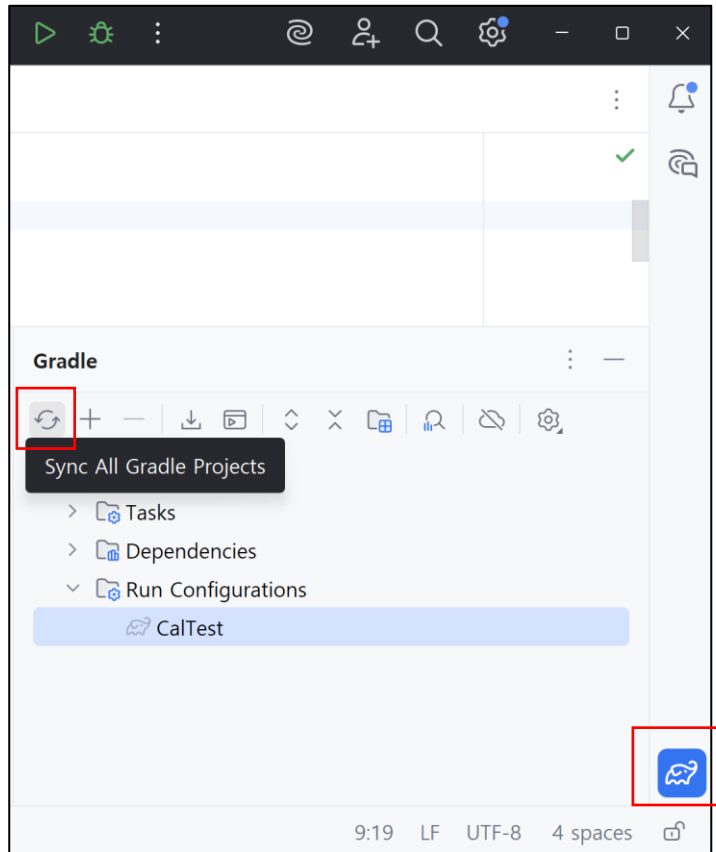 Gradle
Sync All Gradle Projects
Tasks
Dependencies
Run Configurations
CalTest
9:19 LF UTF-8 4 spaces